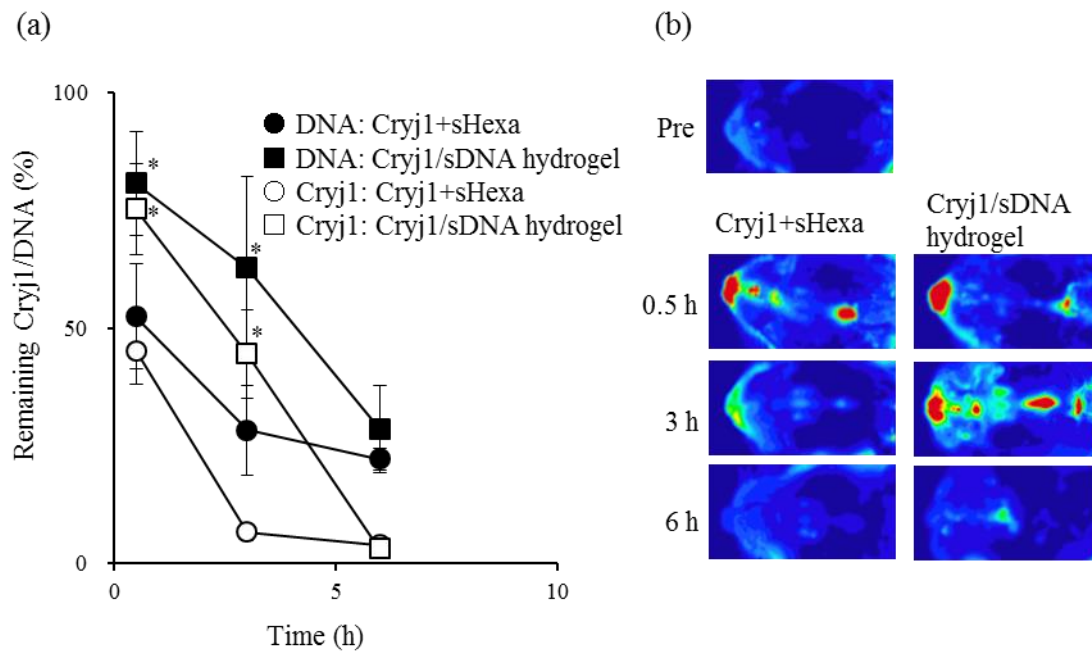 (a)
100
50
0
0
5
10
Remaining Cryj1/DNA (%)
Time (h)
DNA: Cryj1+sHexa
DNA: Cryj1/sDNA hydrogel
Cryj1: Cryj1+sHexa
Cryj1: Cryj1/sDNA hydrogel
*
*
*
*
(b)
Pre
Cryj1+sHexa
Cryj1/sDNA
hydrogel
0.5 h
3 h
6 h